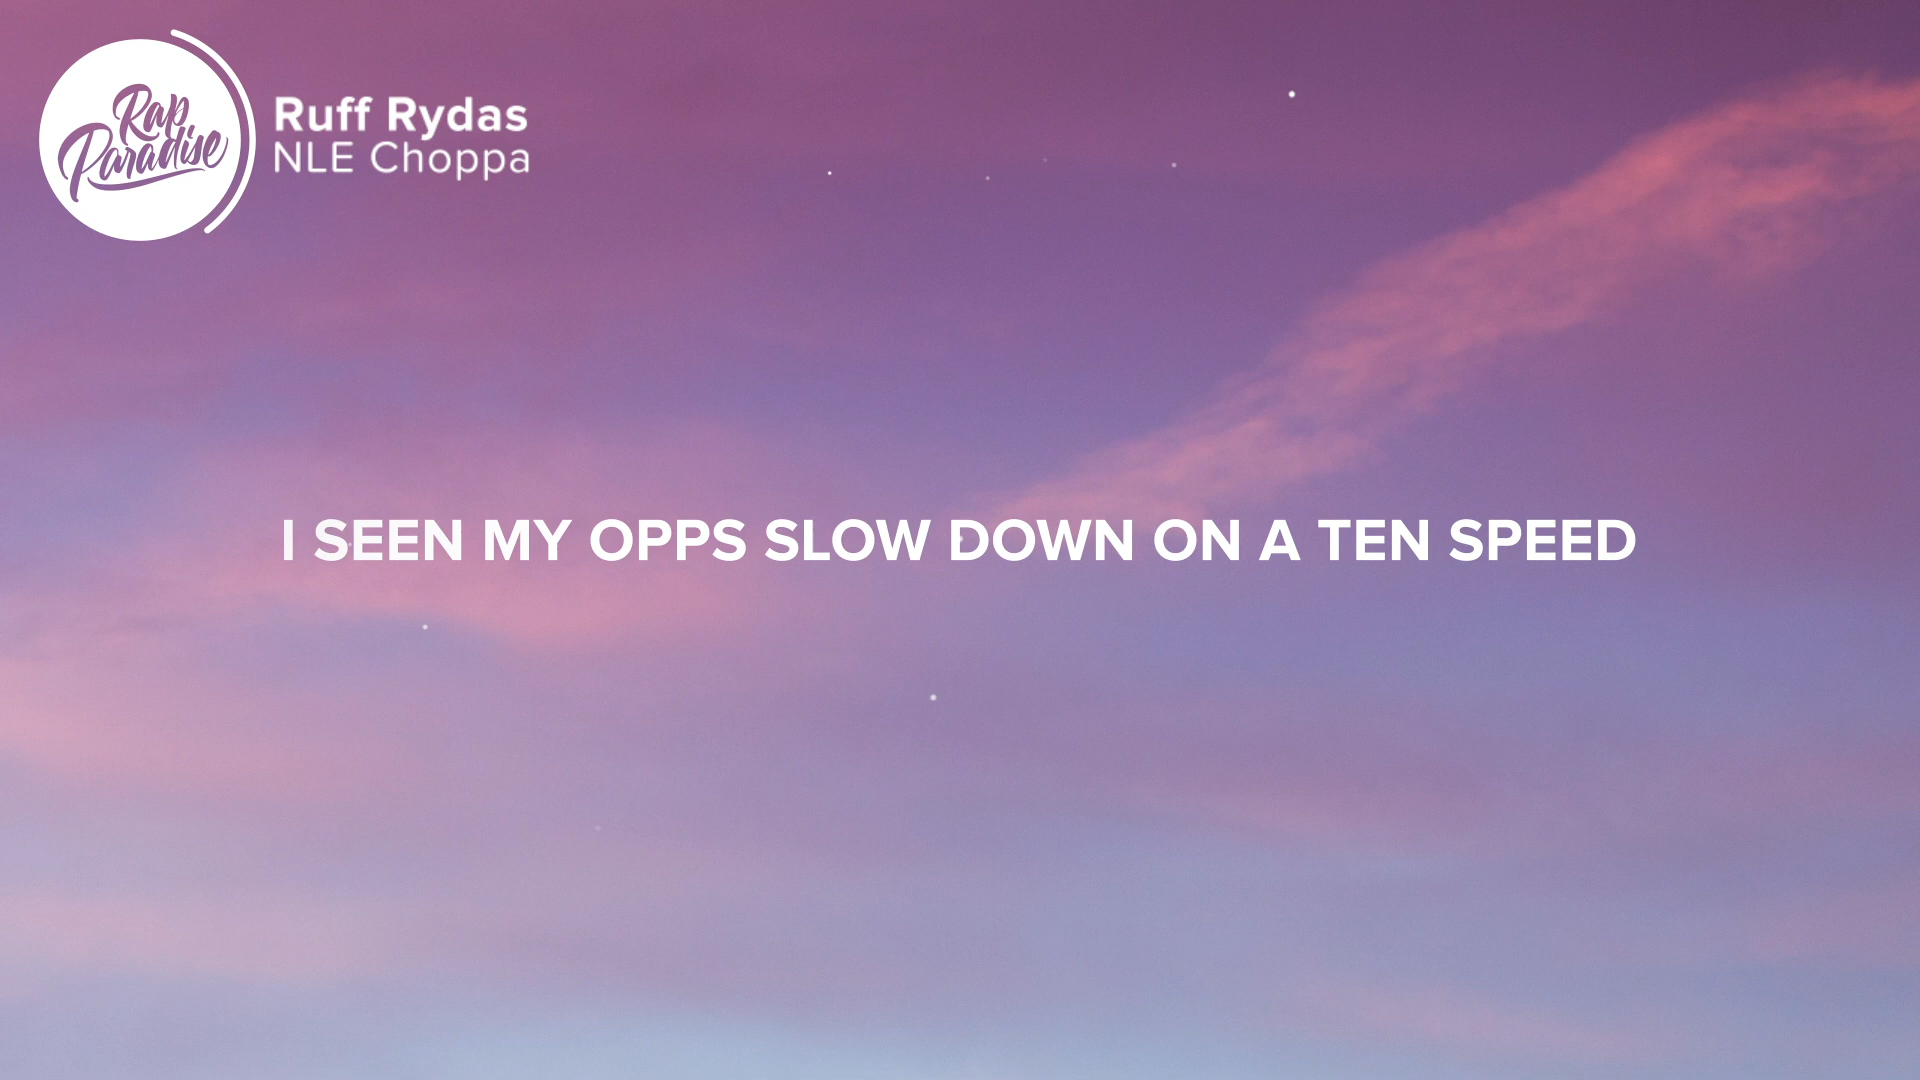 Rap
Paradise
Ruff Rydas
NLE Choppa
I SEEN MY OPPS SLOW DOWN ON A TEN SPEED